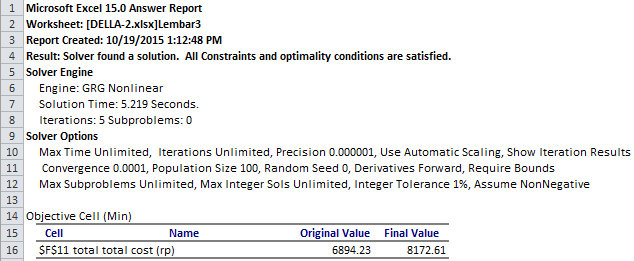 1 Microsoft Excel 15.0 Answer Report
2 Worksheet: [DELLA-2.xlsx]Lembar3
3 Report Created: 10/19/2015 1:12:48 PM
4 Result: Solver found a solution.  All Constraints and optimality conditions are satisfied.
5 Solver Engine
6 Engine: GRG Nonlinear
7 Solution Time: 5.219 Seconds.
8 Iterations: 5 Subproblems: 0
9 Solver Options
10 Max Time Unlimited,  Iterations Unlimited, Precision 0.000001, Use Automatic Scaling, Show Iteration Results
11 Convergence 0.0001, Population Size 100, Random Seed 0, Derivatives Forward, Require Bounds
12 Max Subproblems Unlimited, Max Integer Sols Unlimited, Integer Tolerance 1%, Assume NonNegative
13
14 Objective Cell (Min)
15 Cell Name Original Value Final Value
16 $F$11 total total cost (rp) 6894.23 8172.61